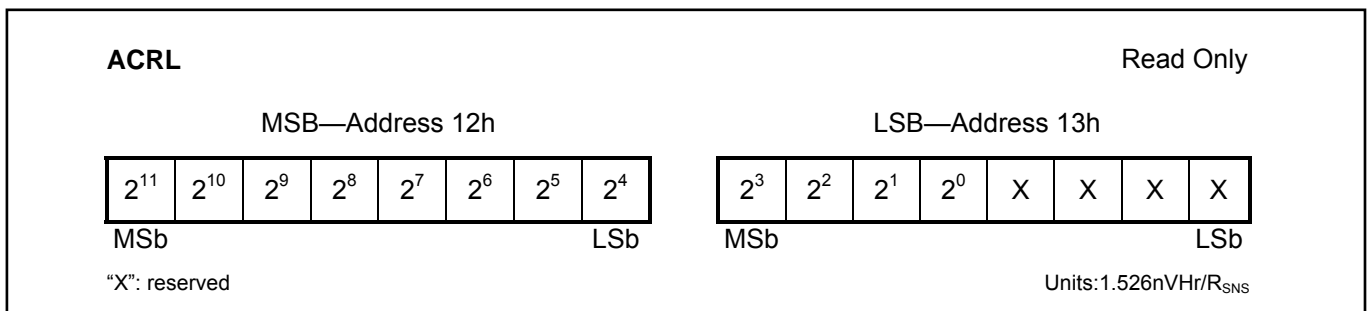 ACRL Read Only
MSB—Address 12h LSB—Address 13h
2¹¹ 2¹⁰ 2⁹ 2⁸ 2⁷ 2⁶ 2⁵ 2⁴ 2³ 2² 2¹ 2⁰ X X X X
MSb LSb MSb LSb
“X”: reserved Units:1.526nVHr/R_SNS